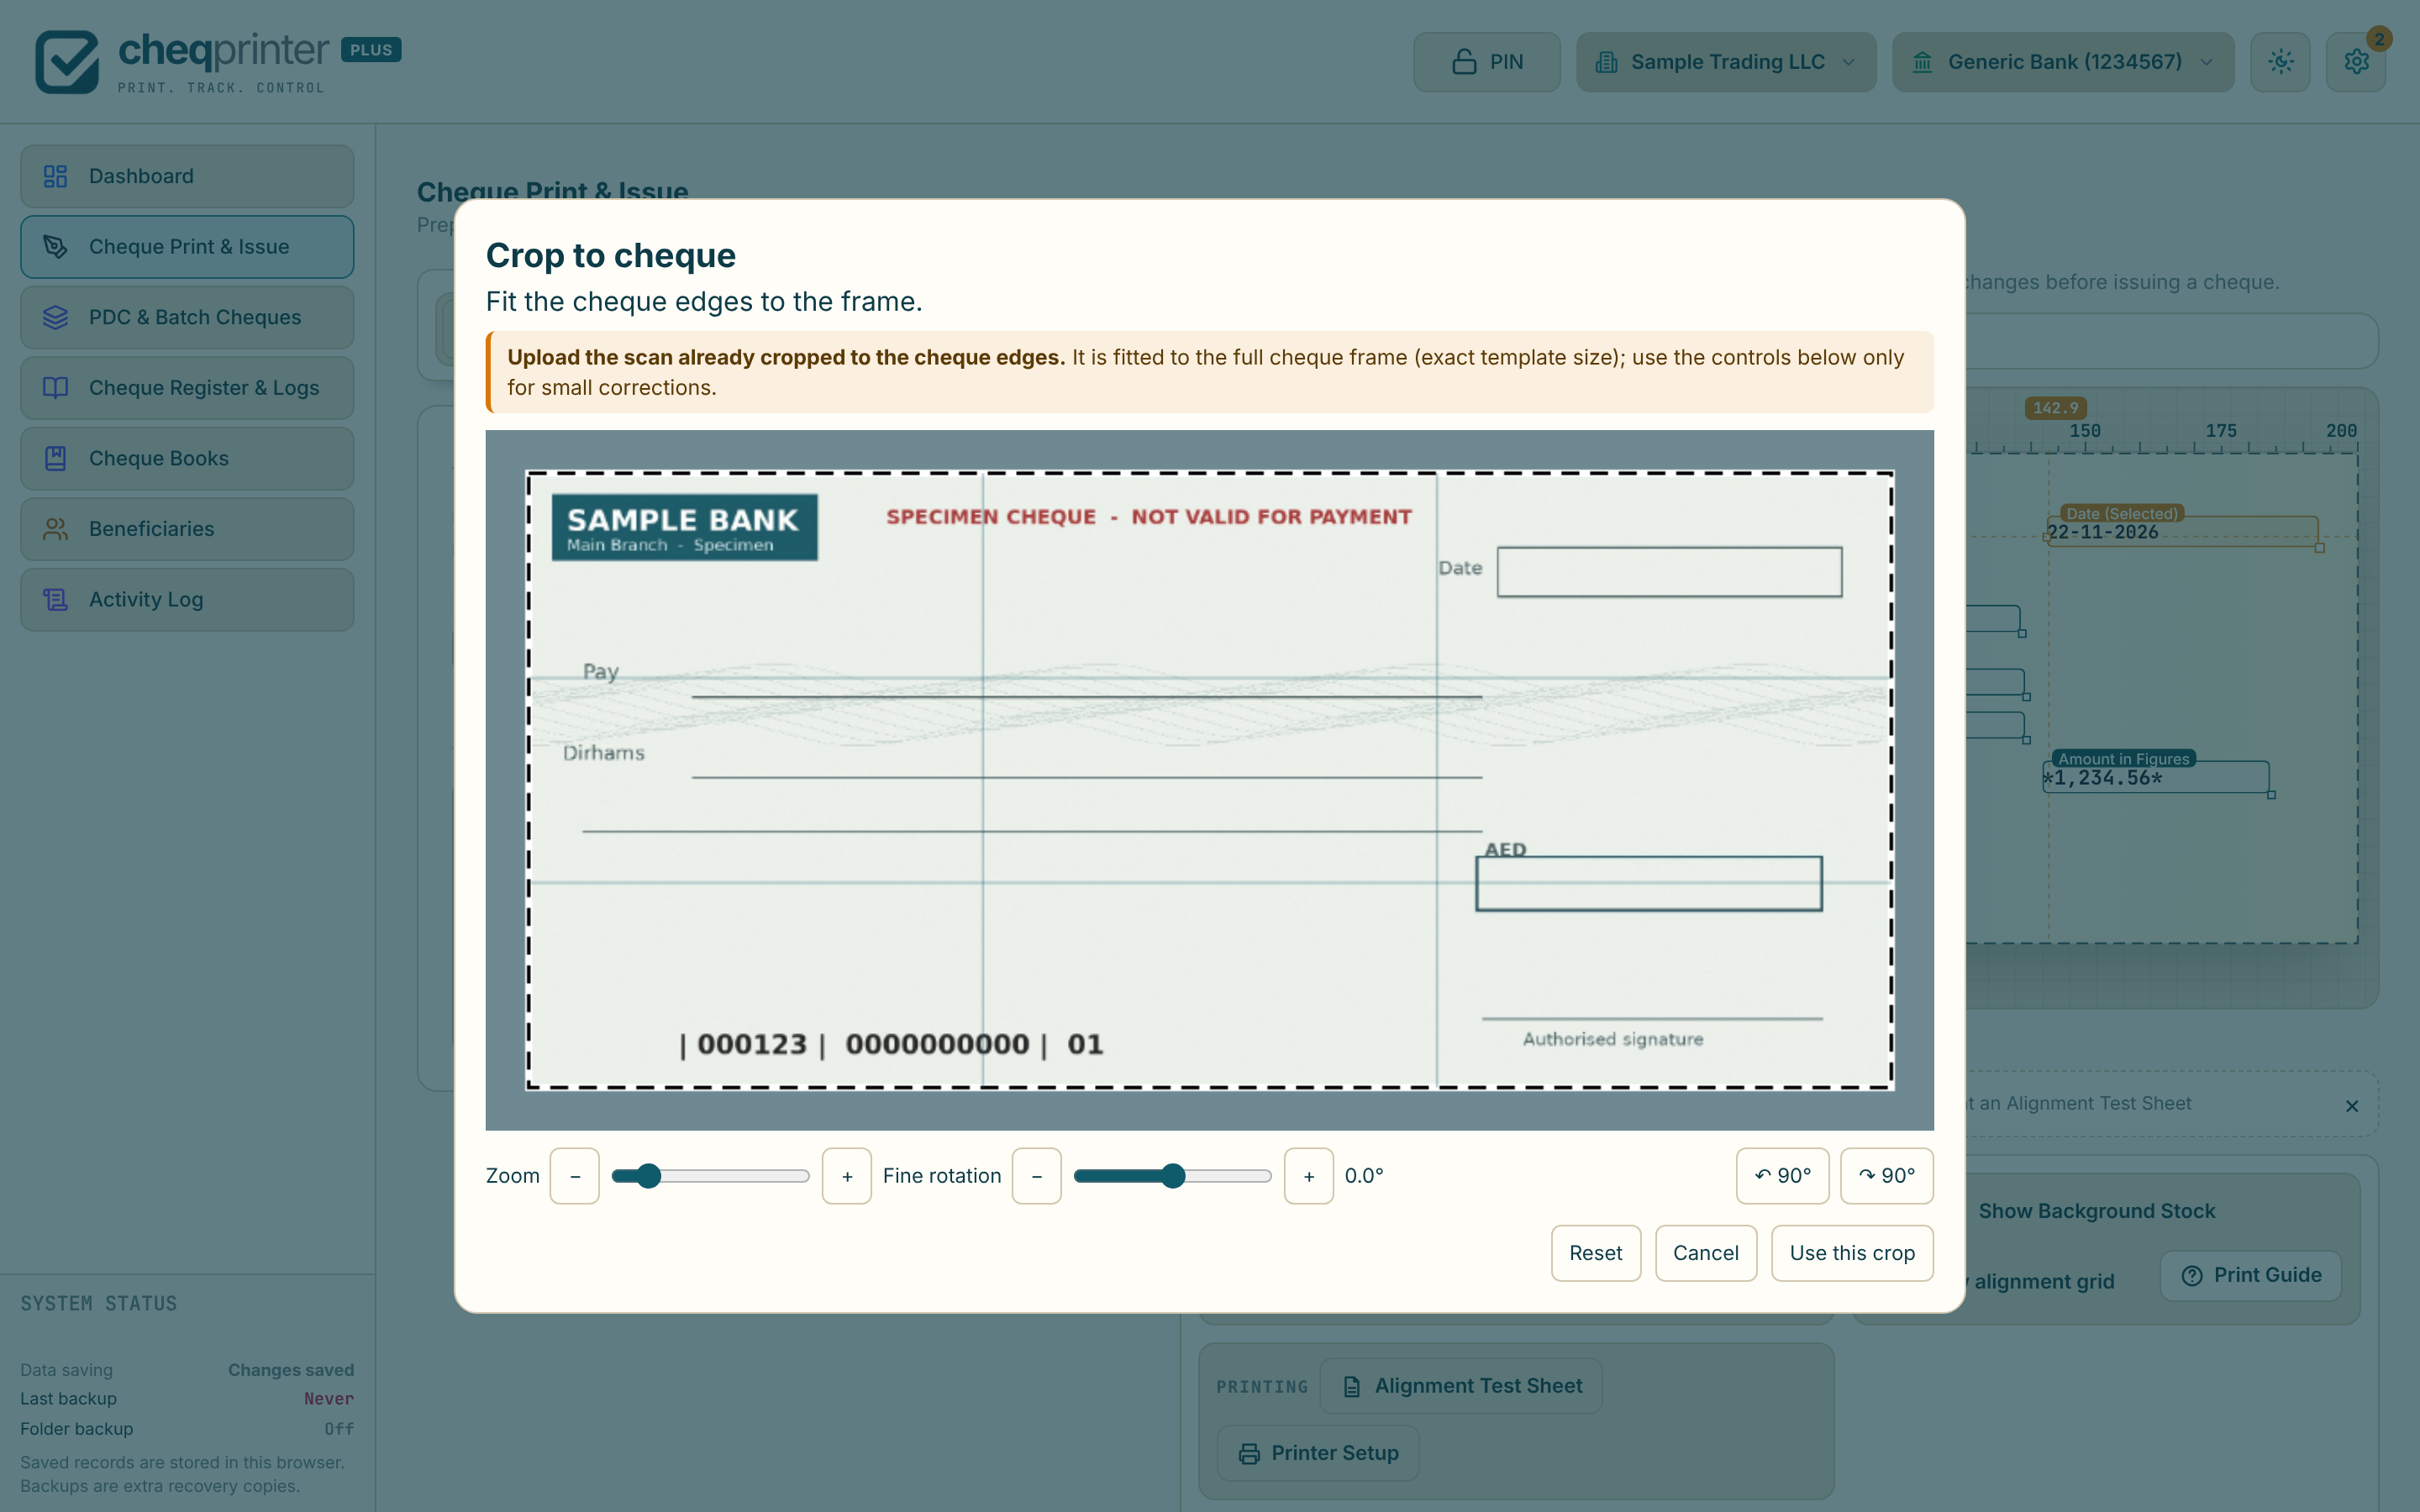 cheqprinter PLUS
PRINT. TRACK. CONTROL
PIN
Sample Trading LLC
Generic Bank (1234567)
2
Dashboard
Cheque Print & Issue
PDC & Batch Cheques
Cheque Register & Logs
Cheque Books
Beneficiaries
Activity Log
SYSTEM STATUS
Data saving Changes saved
Last backup Never
Folder backup Off
Saved records are stored in this browser.
Backups are extra recovery copies.
Cheque Print & Issue
Crop to cheque
Fit the cheque edges to the frame.
Upload the scan already cropped to the cheque edges. It is fitted to the full cheque frame (exact template size); use the controls below only
for small corrections.
SAMPLE BANK
Main Branch - Specimen
SPECIMEN CHEQUE - NOT VALID FOR PAYMENT
Date
Pay
Dirhams
AED
Authorised signature
| 000123 | 0000000000 | 01
Zoom − + Fine rotation − + 0.0°
↶ 90° ↷ 90°
Reset Cancel Use this crop
changes before issuing a cheque.
142.9
150 175 200
Date (Selected)
22-11-2026
Amount in Figures
*1,234.56*
an Alignment Test Sheet ×
Show Background Stock
alignment grid
Print Guide
PRINTING Alignment Test Sheet
Printer Setup